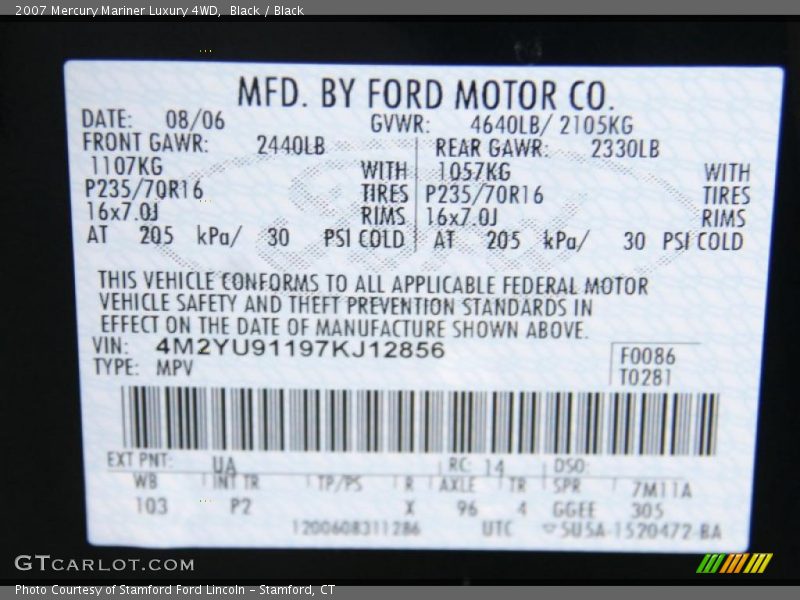 2007 Mercury Mariner Luxury 4WD,  Black / Black
MFD. BY FORD MOTOR CO.
DATE: 08/06 GVWR: 4640LB/ 2105KG
FRONT GAWR: 2440LB REAR GAWR: 2330LB
1107KG WITH 1057KG WITH
P235/70R16 TIRES P235/70R16 TIRES
16x7.0J RIMS 16x7.0J RIMS
AT 205 kPa/ 30 PSI COLD AT 205 kPa/ 30 PSI COLD
THIS VEHICLE CONFORMS TO ALL APPLICABLE FEDERAL MOTOR
VEHICLE SAFETY AND THEFT PREVENTION STANDARDS IN
EFFECT ON THE DATE OF MANUFACTURE SHOWN ABOVE.
VIN: 4M2YU91197KJ12856
F0086
TYPE: MPV
T0281
EXT PNT: UA RC: 14 DSO:
WB INT TR TP/PS R AXLE TR SPR 7M11A
103 P2 X 96 4 GGEE 305
1200608311286 UTC 5U5A-1520472-BA
GTcarlot.com
Photo Courtesy of Stamford Ford Lincoln - Stamford, CT